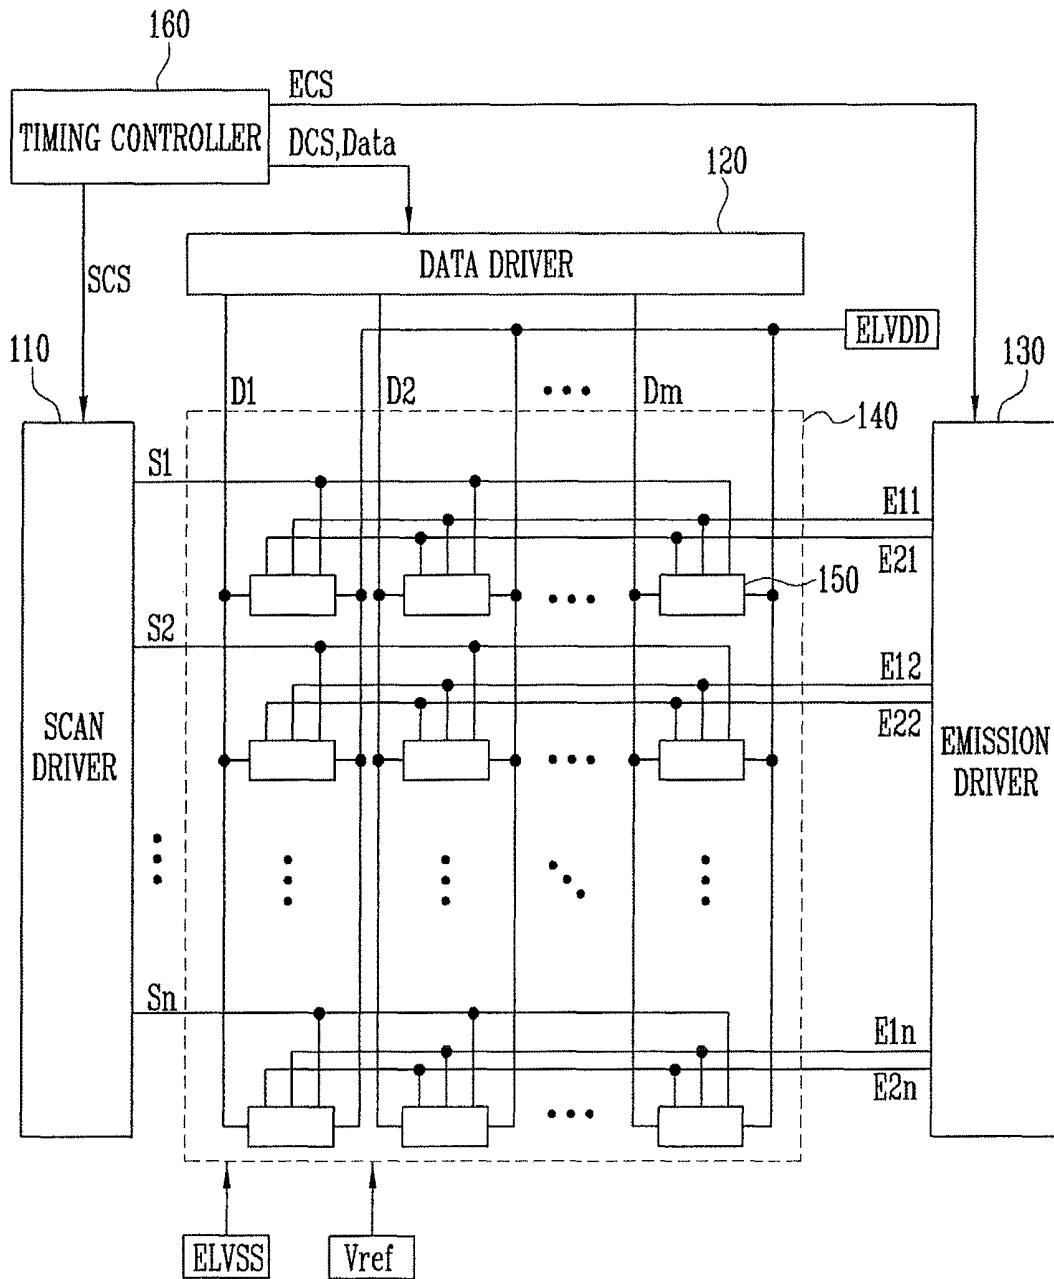 160
ECS
TIMING CONTROLLER
DCS,Data
120
DATA DRIVER
SCS
ELVDD
110
130
D1
D2
Dm
140
S1
E11
E21
150
S2
E12
E22
SCAN
DRIVER
EMISSION
DRIVER
Sn
E1n
E2n
ELVSS
Vref